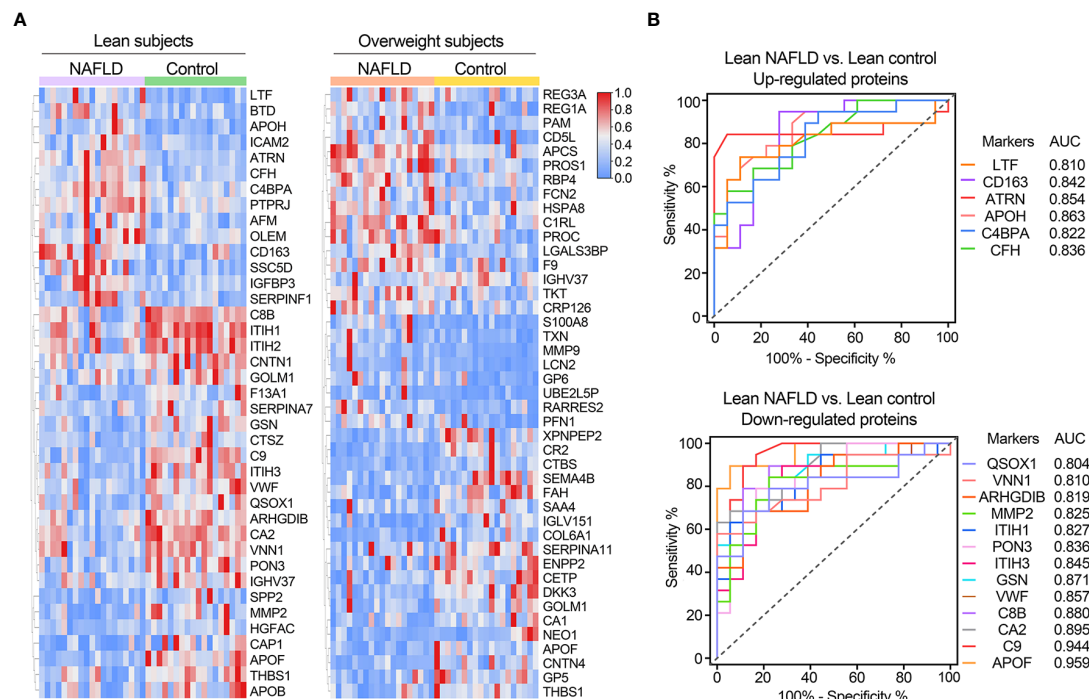 A
Lean subjects
NAFLD
Control
LTF
BTD
APOH
ICAM2
ATRN
CFH
C4BPA
PTPRJ
AFM
OLEM
CD163
SSC5D
IGFBP3
SERPINF1
C8B
ITIH1
ITIH2
CNTN1
GOLM1
F13A1
SERPINA7
GSN
CTSZ
C9
ITIH3
VWF
QSOX1
ARHGDIB
CA2
VNN1
PON3
IGHV37
SPP2
MMP2
HGFAC
CAP1
APOF
THBS1
APOB
Overweight subjects
NAFLD
Control
REG3A
REG1A
PAM
CD5L
APCS
PROS1
RBP4
FCN2
HSPA8
C1RL
PROC
LGALS3BP
F9
IGHV37
TKT
CRP126
S100A8
TXN
MMP9
LCN2
GP6
UBE2L5P
RARRES2
PFN1
XPNPEP2
CR2
CTBS
SEMA4B
FAH
SAA4
IGLV151
COL6A1
SERPINA11
ENPP2
CETP
DKK3
GOLM1
CA1
NEO1
APOF
CNTN4
GP5
THBS1
1.0
0.8
0.6
0.4
0.2
0.0
B
Lean NAFLD vs. Lean control
Up-regulated proteins
Sensitivity %
100
80
60
40
20
0
0 20 40 60 80 100
100% - Specificity %
Markers AUC
LTF 0.810
CD163 0.842
ATRN 0.854
APOH 0.863
C4BPA 0.822
CFH 0.836
Lean NAFLD vs. Lean control
Down-regulated proteins
Sensitivity %
100
80
60
40
20
0
0 20 40 60 80 100
100% - Specificity %
Markers AUC
QSOX1 0.804
VNN1 0.810
ARHGDIB 0.819
MMP2 0.825
ITIH1 0.827
PON3 0.836
ITIH3 0.845
GSN 0.871
VWF 0.857
C8B 0.880
CA2 0.895
C9 0.944
APOF 0.959